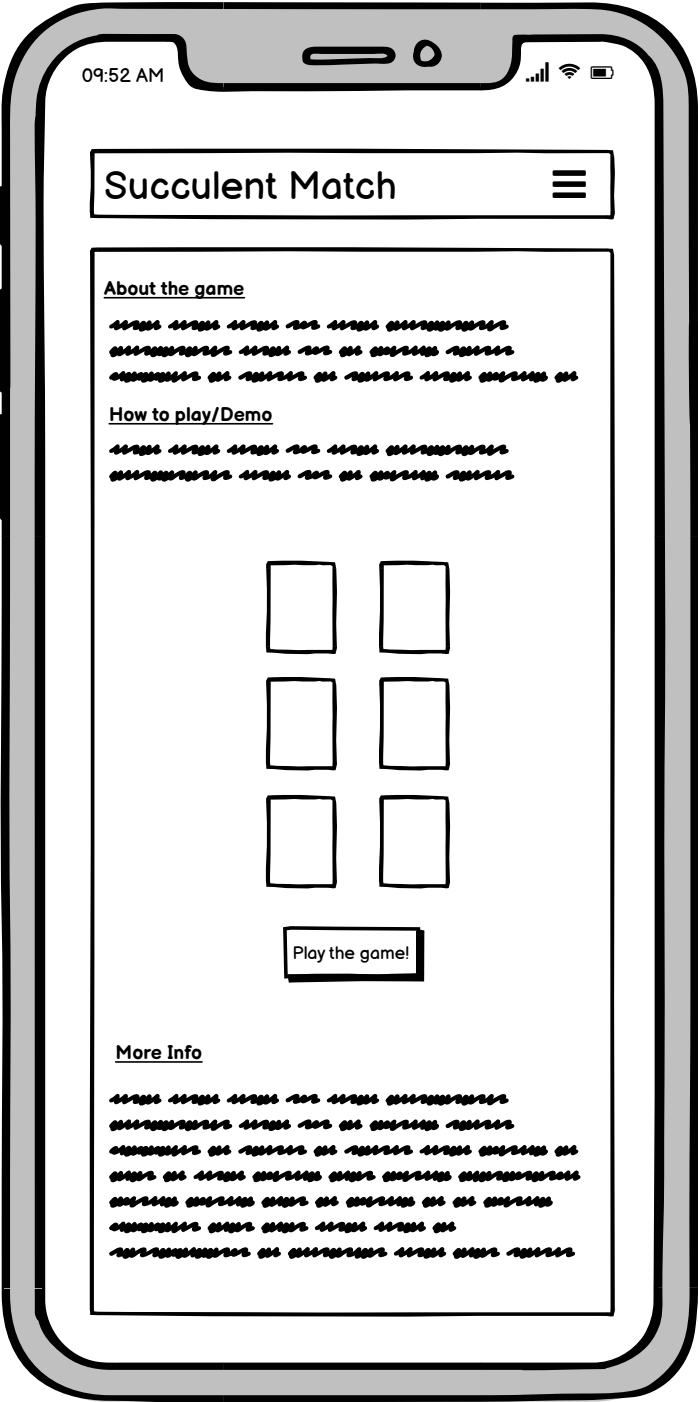 09:52 AM
Succulent Match
About the game
How to play/Demo
Play the game!
More Info